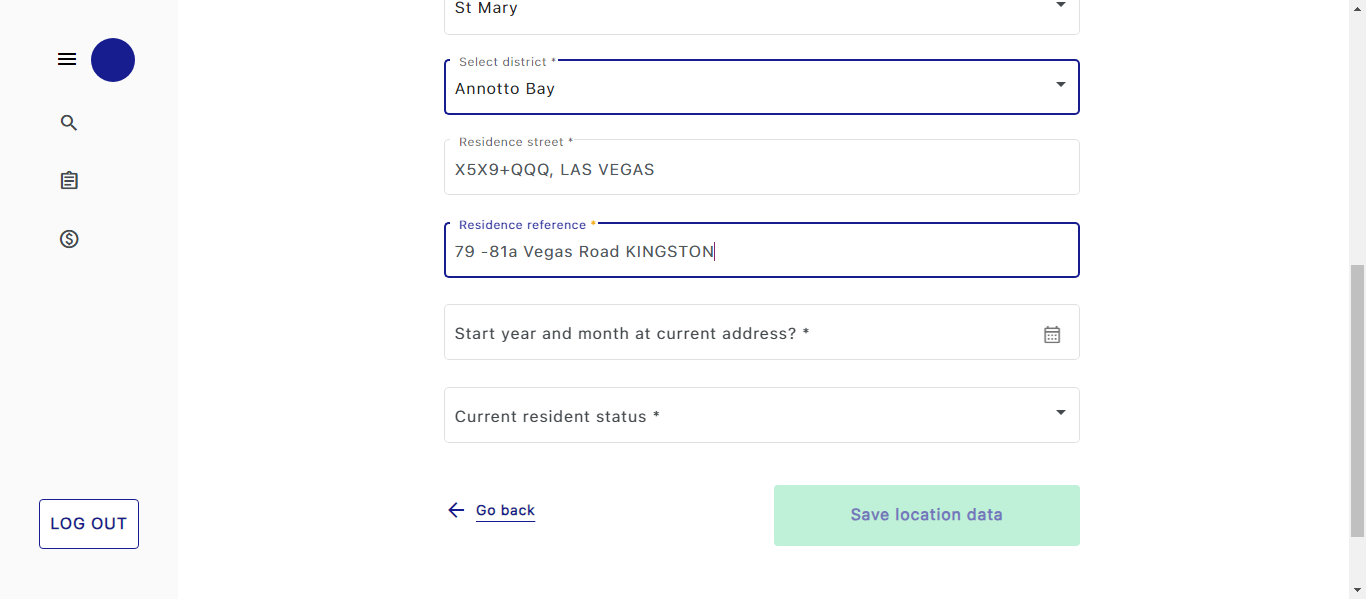 St Mary
Select district *
Annotto Bay
Residence street *
X5X9+QQQ, LAS VEGAS
Residence reference *
79 -81a Vegas Road KINGSTON
Start year and month at current address? *
Current resident status *
Go back
Save location data
LOG OUT